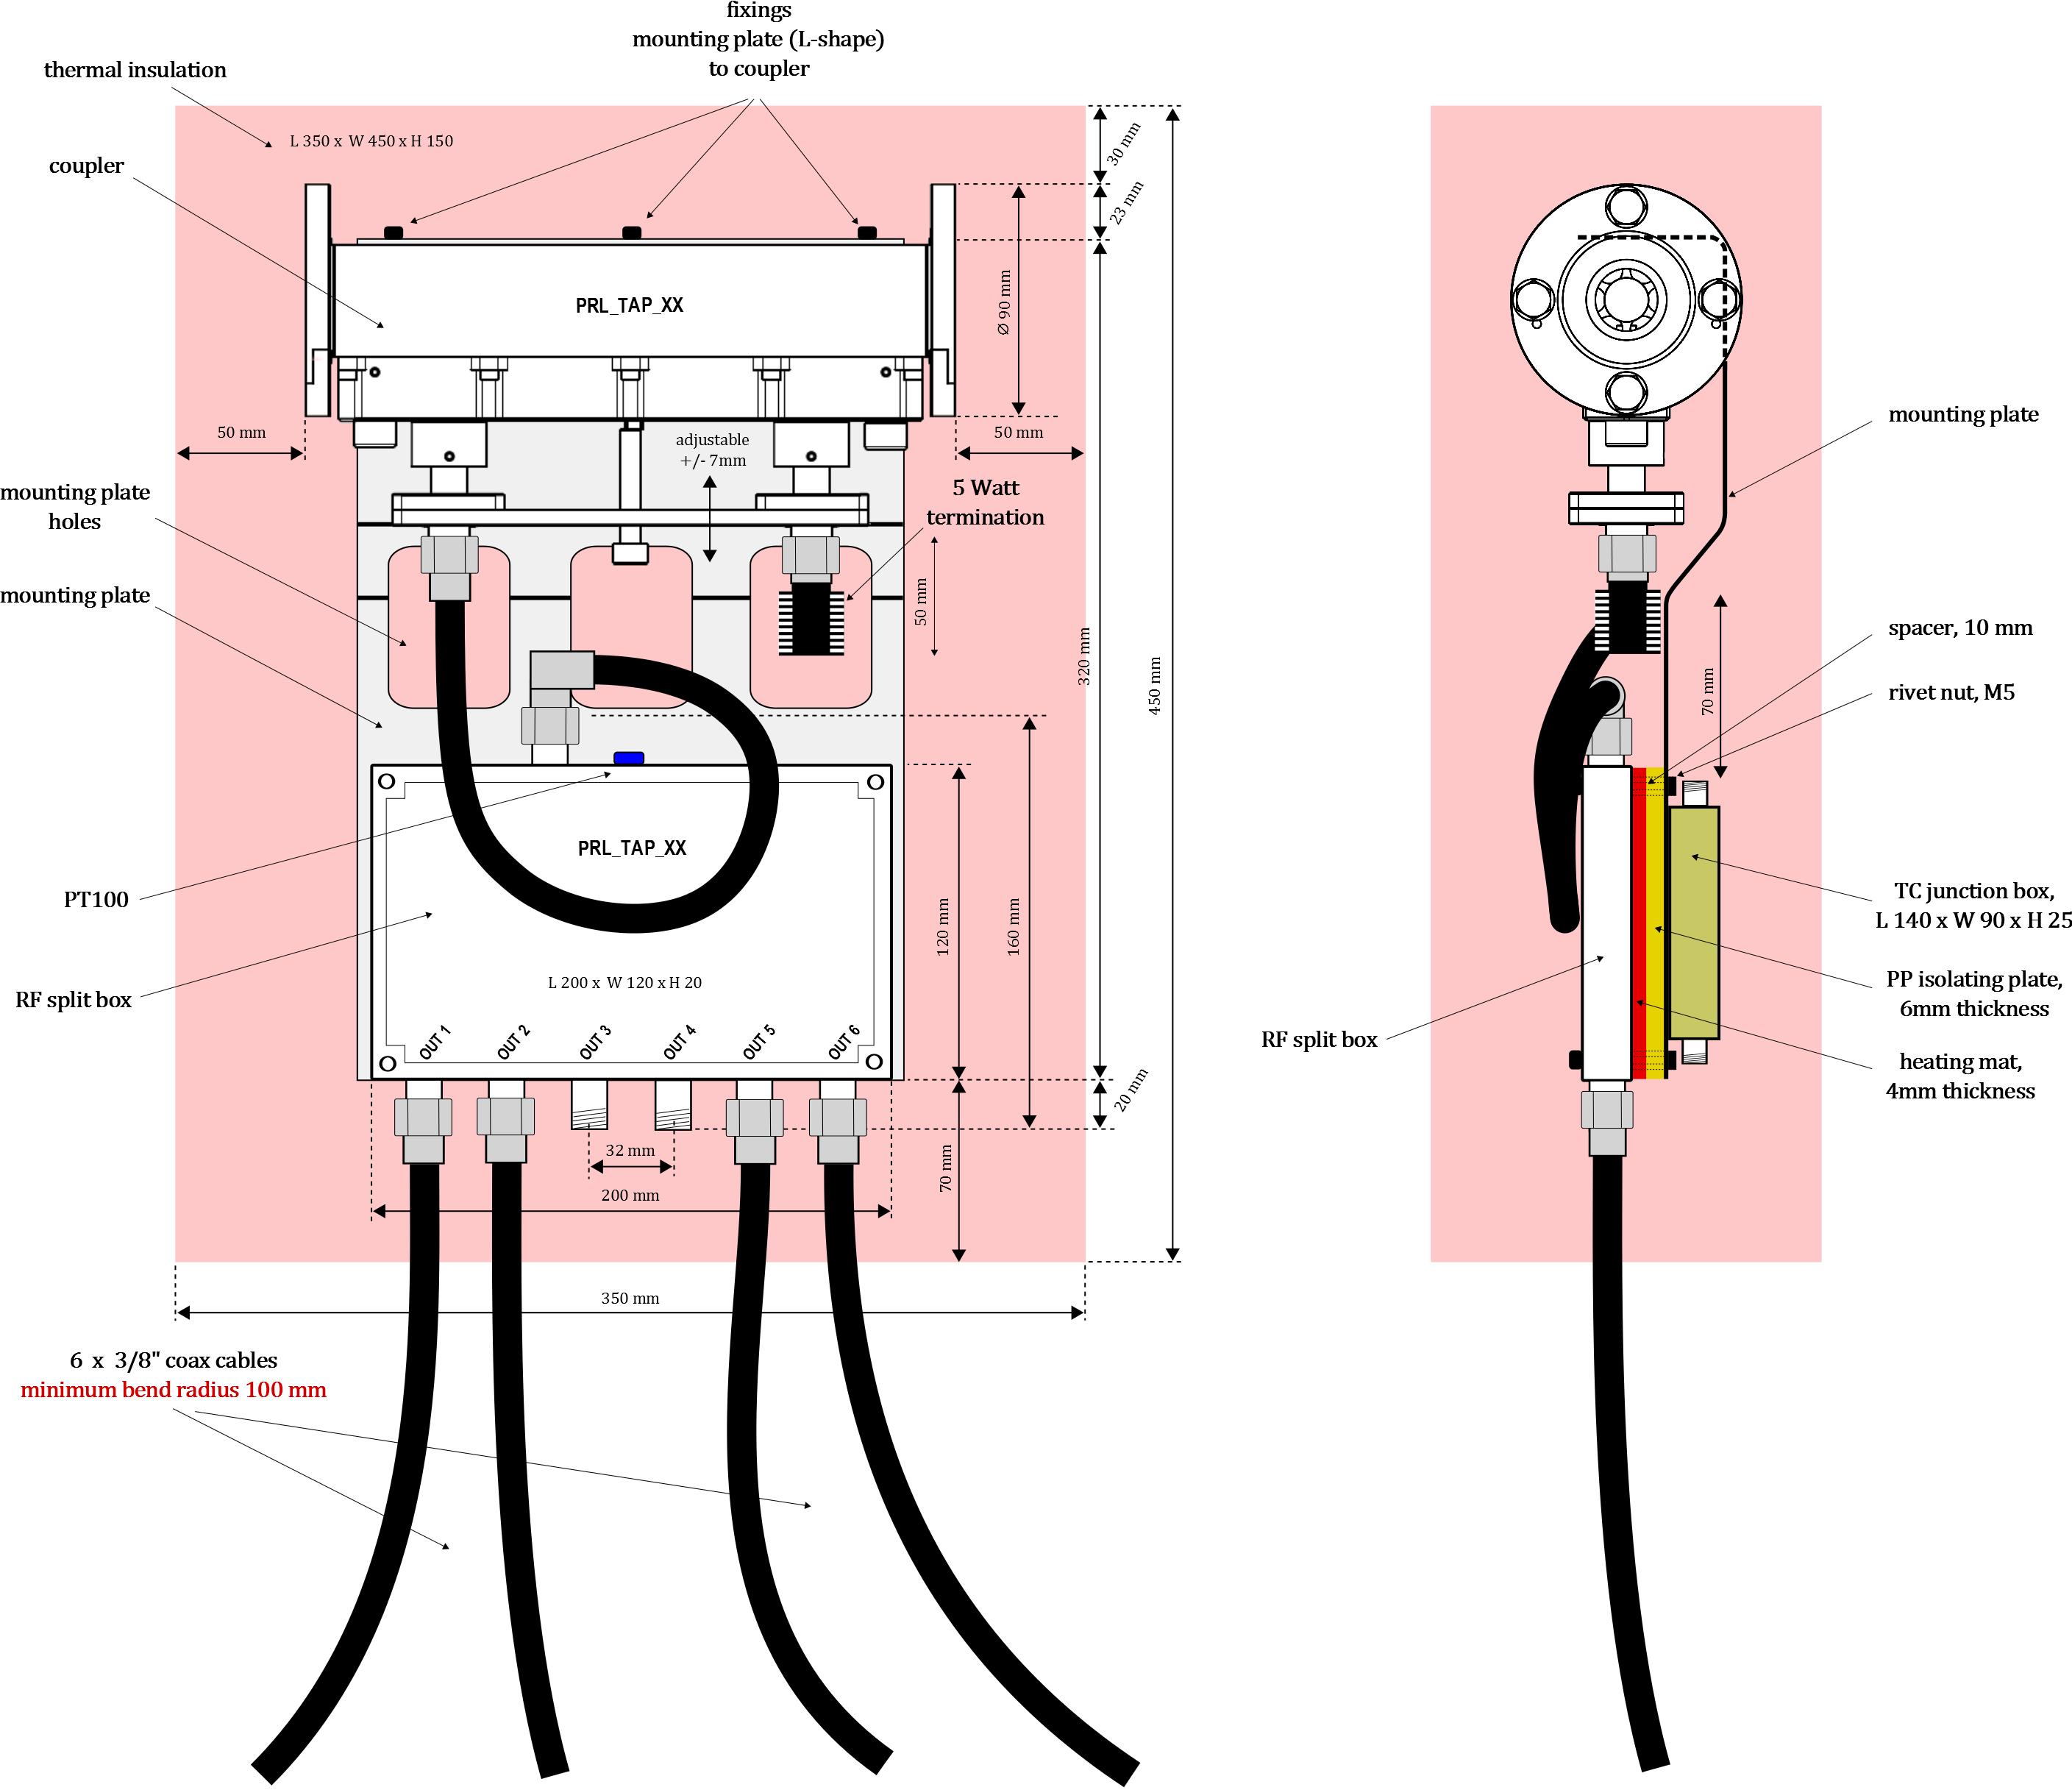 fixings
mounting plate (L-shape)
to coupler
thermal insulation
L 350 x W 450 x H 150
coupler
30 mm
23 mm
Ø 90 mm
PRL_TAP_XX
50 mm
adjustable
+/- 7mm
50 mm
mounting plate
holes
5 Watt
termination
mounting plate
50 mm
320 mm
450 mm
PRL_TAP_XX
PT100
RF split box
L 200 x W 120 x H 20
120 mm
160 mm
OUT 1
OUT 2
OUT 3
OUT 4
OUT 5
OUT 6
20 mm
32 mm
70 mm
200 mm
350 mm
6 x 3/8" coax cables
minimum bend radius 100 mm
mounting plate
spacer, 10 mm
rivet nut, M5
70 mm
TC junction box,
L 140 x W 90 x H 25
PP isolating plate,
6mm thickness
RF split box
heating mat,
4mm thickness